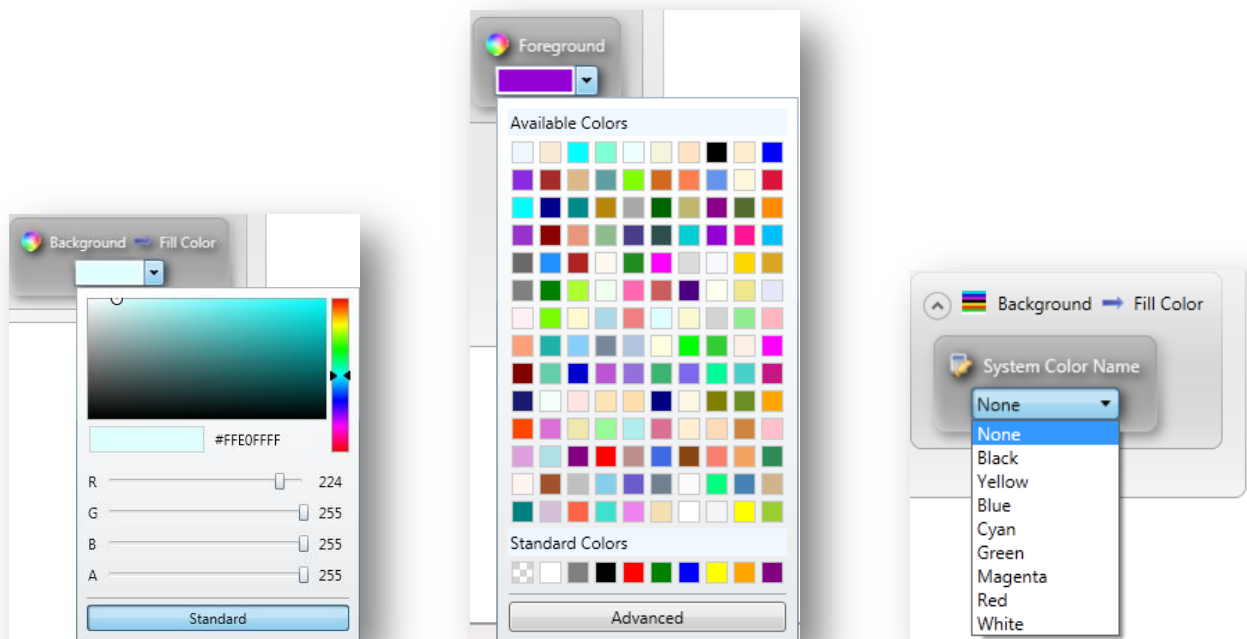 Background Fill Color
#FFE0FFFF
R 224
G 255
B 255
A 255
Standard
Foreground
Available Colors
Standard Colors
Advanced
Background Fill Color
System Color Name
None
None
Black
Yellow
Blue
Cyan
Green
Magenta
Red
White